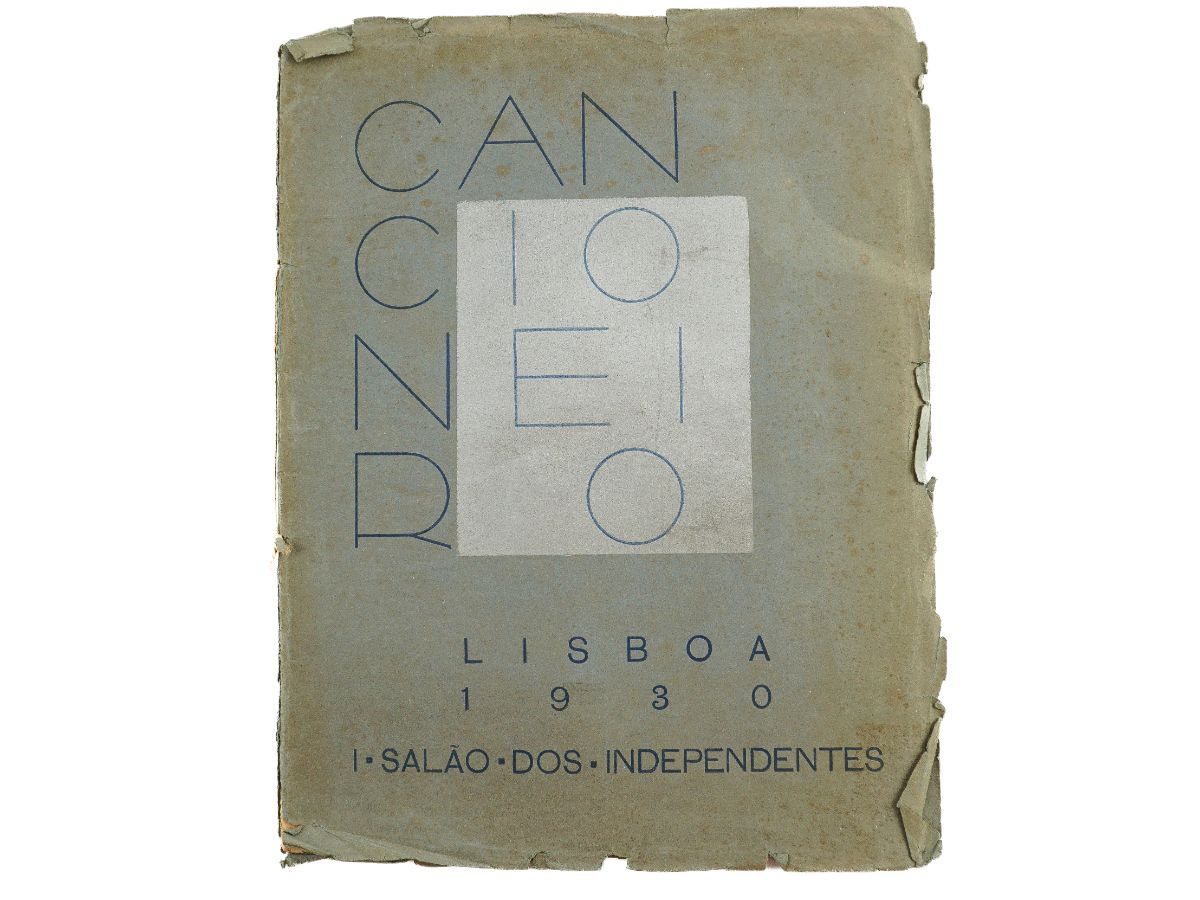 CAN
CIO
NEI
RO
LISBOA
1930
I·SALÃO·DOS·INDEPENDENTES